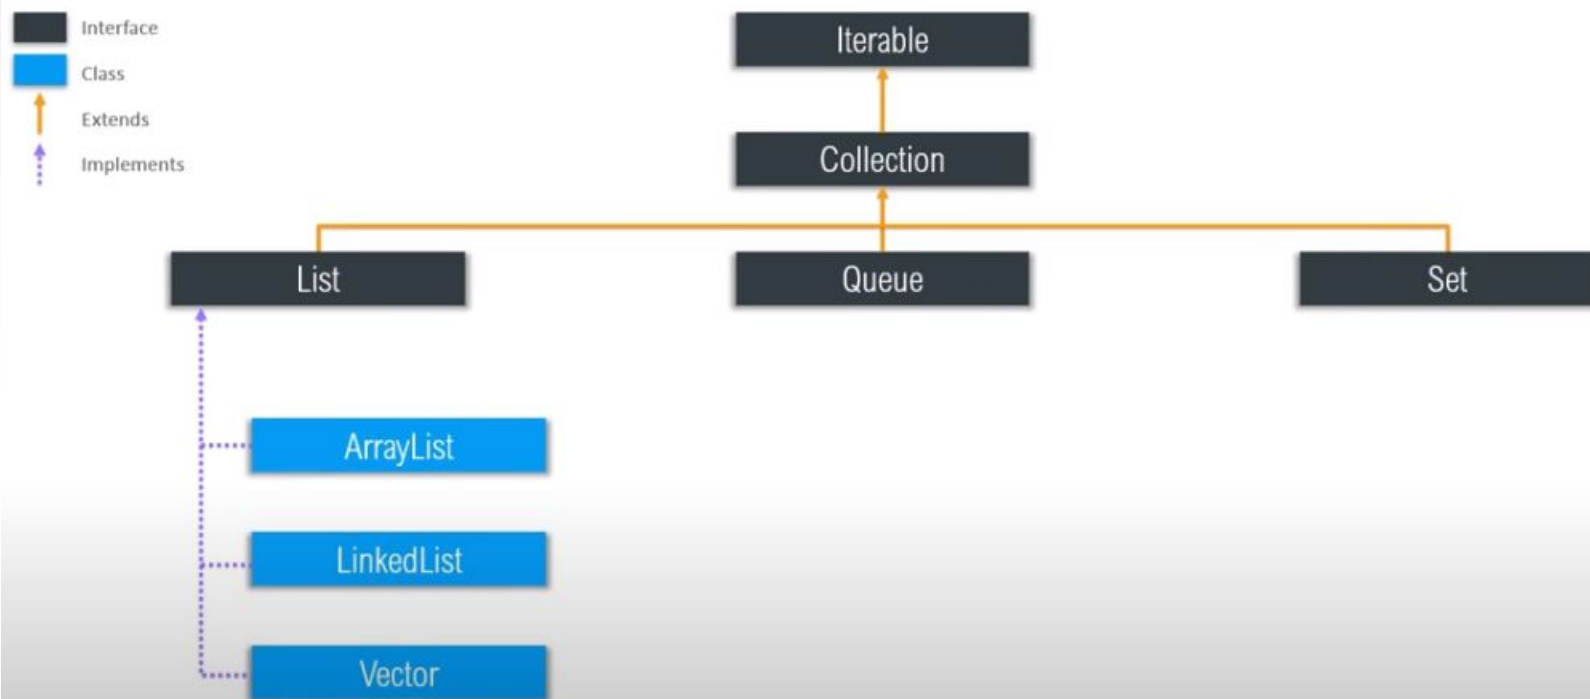 Interface
Class
Extends
Implements
Iterable
Collection
List
Queue
Set
ArrayList
LinkedList
Vector